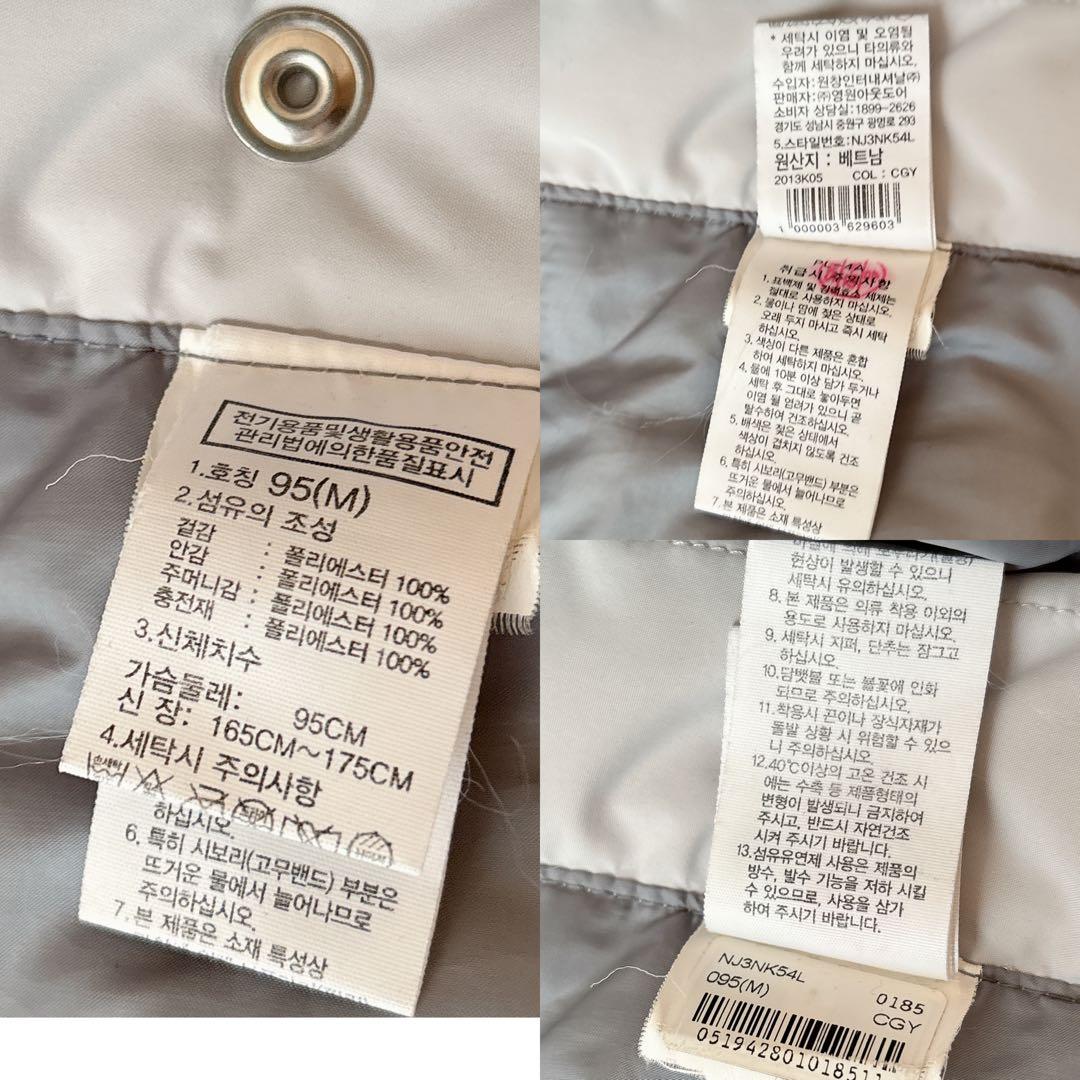 전기용품및생활용품안전
관리법에의한품질표시
1.호칭 95(M)
2.섬유의 조성
겉감 : 폴리에스터 100%
안감 : 폴리에스터 100%
주머니감 : 폴리에스터 100%
충전재 : 폴리에스터 100%
3.신체치수
가슴둘레: 95CM
신 장: 165CM~175CM
4.세탁시 주의사항
하십시오.
6. 특히 시보리(고무밴드) 부분은
뜨거운 물에서 늘어나므로
주의하십시오.
7. 본 제품은 소재 특성상
* 세탁시 이염 및 오염될
우려가 있으니 타의류와
함께 세탁하지 마십시오.
수입자: 원창인터내셔날㈜
판매자: ㈜영원아웃도어
소비자 상담실:1899-2626
경기도 성남시 중원구 광명로 293
5.스타일번호: NJ3NK54L
원산지 : 베트남
2013K05 COL : CGY
1 000003 629603
취급시 주의사항
1. 표백제 및 강력효소 세제는
절대로 사용하지 마십시오.
2. 물이나 땀에 젖은 상태로
오래 두지 마시고 즉시 세탁
하십시오.
3. 색상이 다른 제품은 혼합
하여 세탁하지 마십시오.
4. 물에 10분 이상 담가 두거나
세탁 후 그대로 놓아두면
이염 될 염려가 있으니 곧
탈수하여 건조하십시오.
5. 배색은 젖은 상태에서
색상이 겹치지 않도록 건조
하십시오.
6. 특히 시보리(고무밴드) 부분은
뜨거운 물에서 늘어나므로
주의하십시오.
7. 본 제품은 소재 특성상
현상이 발생할 수 있으니
세탁시 유의하십시오.
8. 본 제품은 의류 착용 이외의
용도로 사용하지 마십시오.
9. 세탁시 지퍼, 단추는 잠그고
하십시오.
10. 담뱃불 또는 불꽃에 인화
되므로 주의하십시오.
11. 착용시 끈이나 장식자재가
돌발 상황 시 위험할 수 있으
니 주의하십시오.
12.40℃이상의 고온 건조 시
에는 수축 등 제품형태의
변형이 발생되니 금지하여
주시고, 반드시 자연건조
시켜 주시기 바랍니다.
13.섬유유연제 사용은 제품의
방수, 발수 기능을 저하 시킬
수 있으므로, 사용을 삼가
하여 주시기 바랍니다.
NJ3NK54L
095(M) 0185
CGY
051942801018511